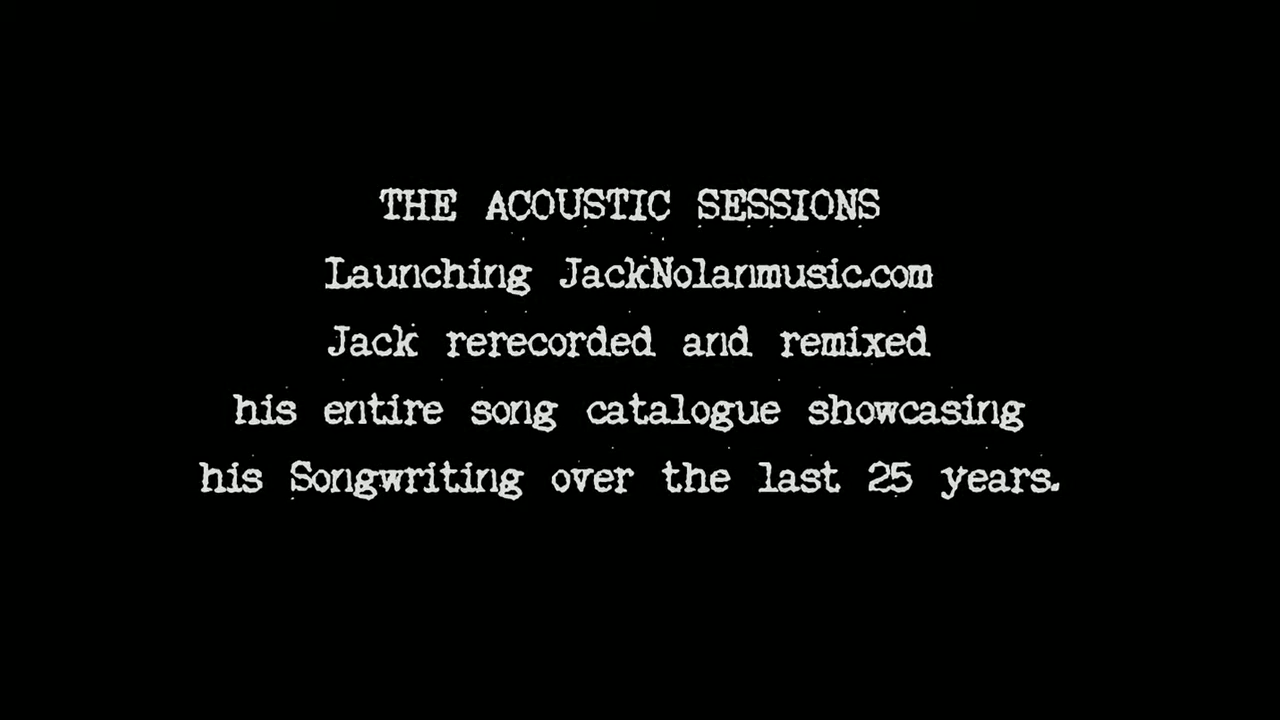 THE ACOUSTIC SESSIONS
Launching JackNolanmusic.com
Jack rerecorded and remixed
his entire song catalogue showcasing
his Songwriting over the last 25 years.